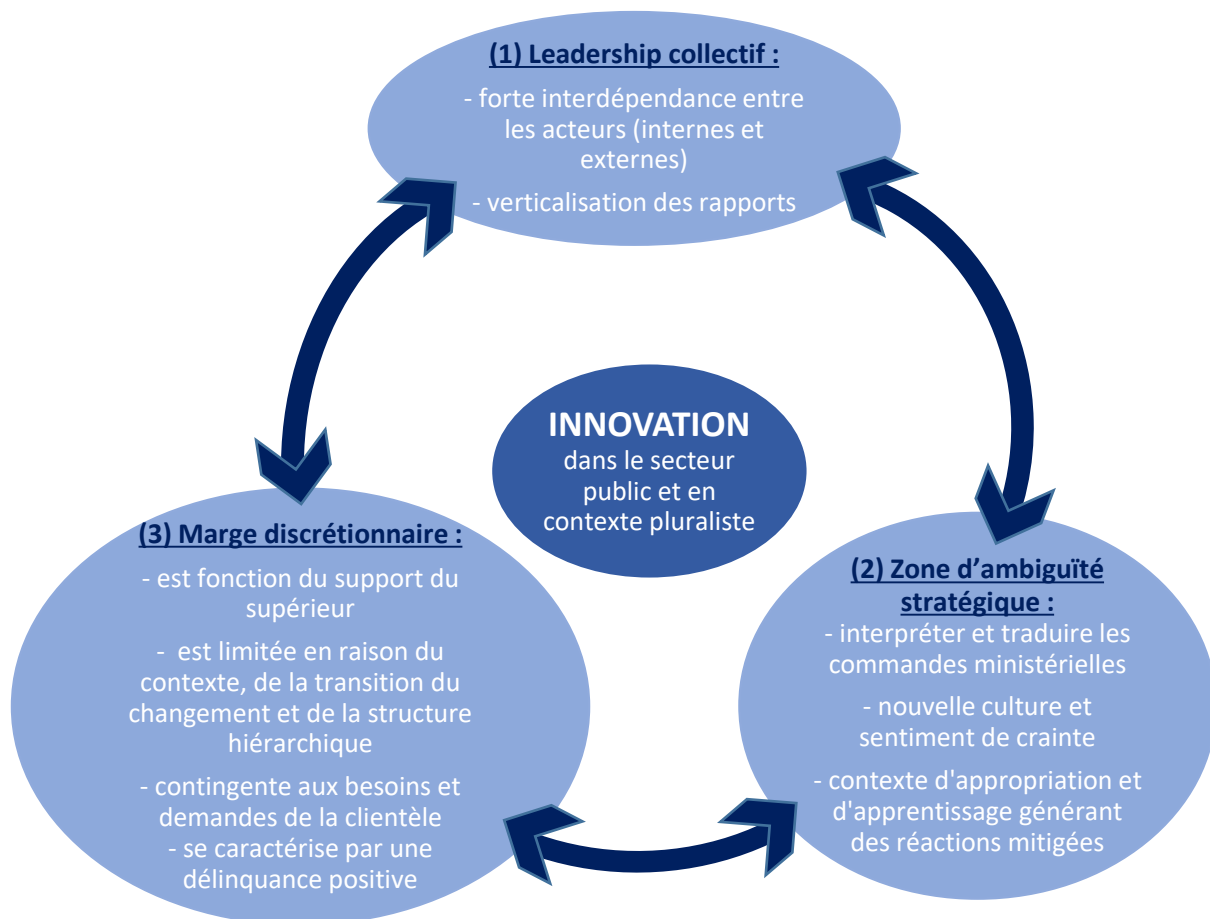 (1) Leadership collectif :
- forte interdépendance entre
les acteurs (internes et
externes)
- verticalisation des rapports
INNOVATION
dans le secteur
public et en
contexte pluraliste
(3) Marge discrétionnaire :
- est fonction du support du
supérieur
- est limitée en raison du
contexte, de la transition du
changement et de la structure
hiérarchique
- contingente aux besoins et
demandes de la clientèle
- se caractérise par une
délinquance positive
(2) Zone d’ambiguïté
stratégique :
- interpréter et traduire les
commandes ministérielles
- nouvelle culture et
sentiment de crainte
- contexte d'appropriation et
d'apprentissage générant
des réactions mitigées